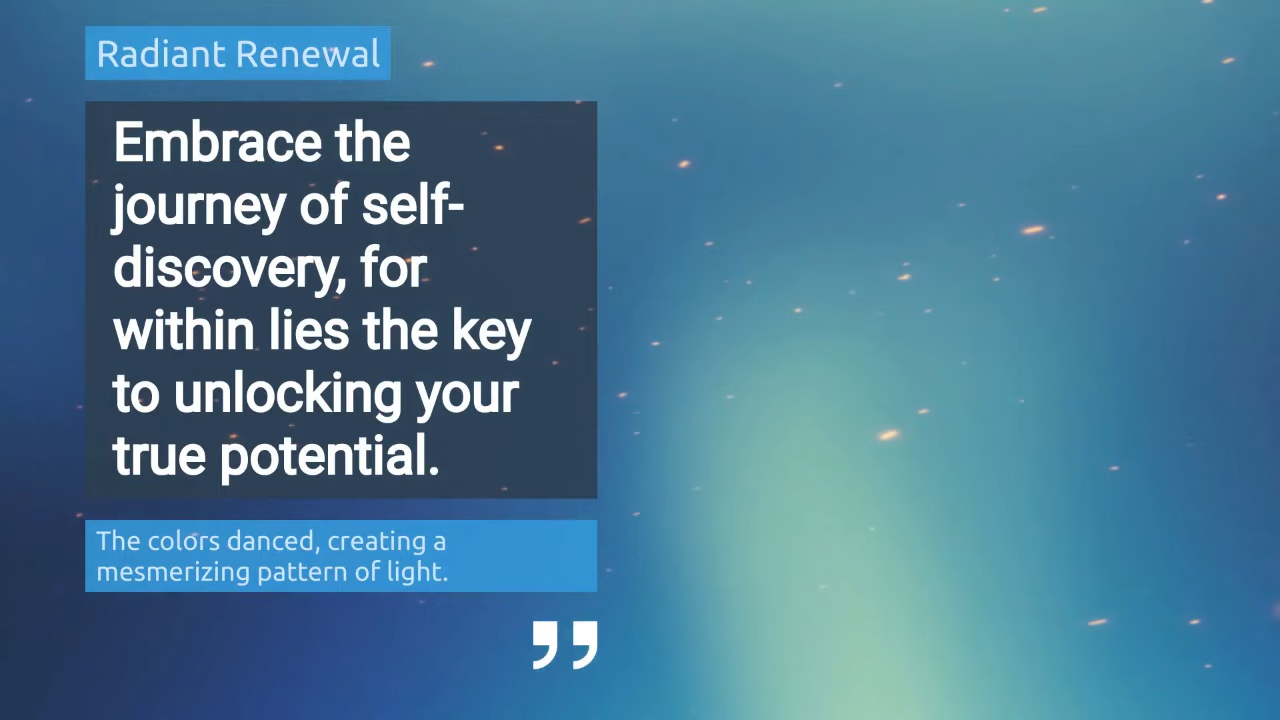 Radiant Renewal
Embrace the
journey of self-
discovery, for
within lies the key
to unlocking your
true potential.
The colors danced, creating a
mesmerizing pattern of light.
”